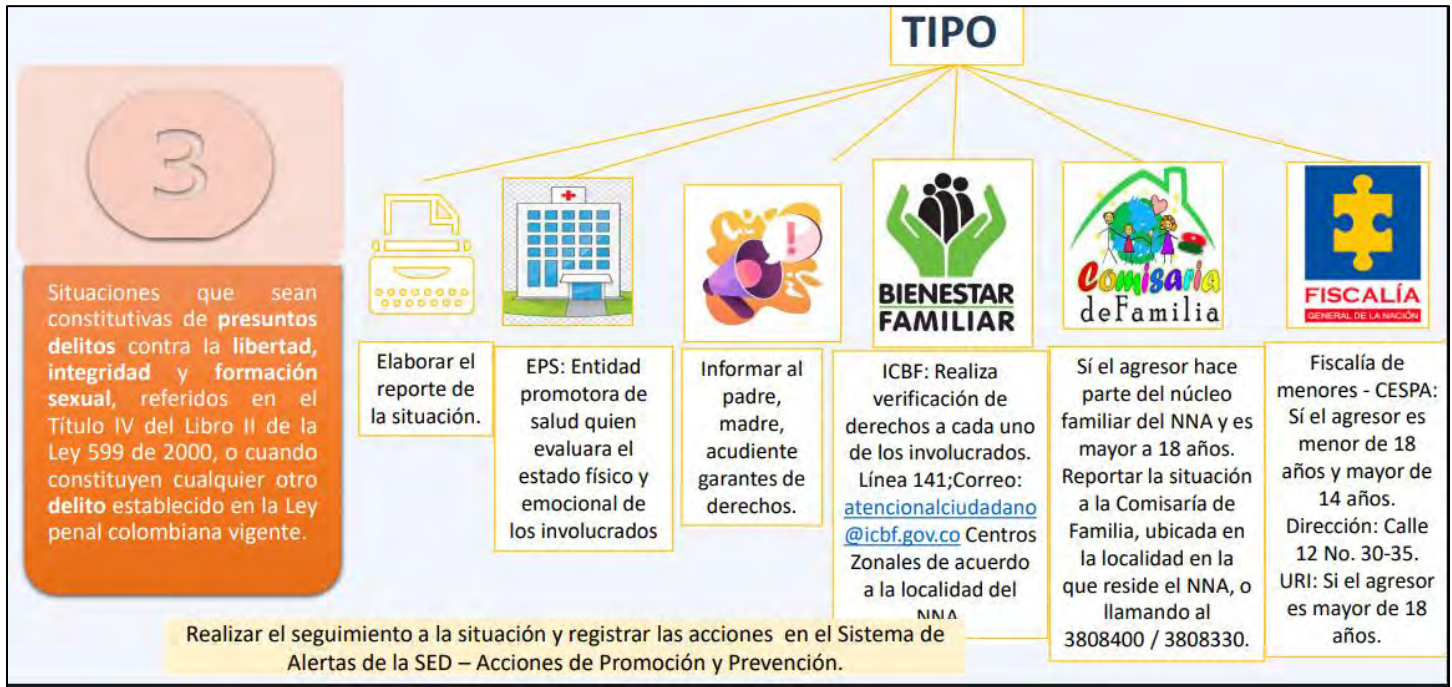 TIPO
3
Situaciones que sean
constitutivas de presuntos
delitos contra la libertad,
integridad y formación
sexual, referidos en el
Título IV del Libro II de la
Ley 599 de 2000, o cuando
constituyen cualquier otro
delito establecido en la Ley
penal colombiana vigente.
Elaborar el
reporte de
la situación.
EPS: Entidad
promotora de
salud quien
evaluara el
estado físico y
emocional de
los involucrados
!
Informar al
padre,
madre,
acudiente
garantes de
derechos.
BIENESTAR
FAMILIAR
ICBF: Realiza
verificación de
derechos a cada uno
de los involucrados.
Línea 141;Correo:
atencionalciudadano
@icbf.gov.co Centros
Zonales de acuerdo
a la localidad del
NNA
Comisaria
deFamilia
Sí el agresor hace
parte del núcleo
familiar del NNA y es
mayor a 18 años.
Reportar la situación
a la Comisaría de
Familia, ubicada en
la localidad en la
que reside el NNA, o
llamando al
3808400 / 3808330.
FISCALÍA
GENERAL DE LA NACIÓN
Fiscalía de
menores - CESPA:
Sí el agresor es
menor de 18
años y mayor de
14 años.
Dirección: Calle
12 No. 30-35.
URI: Si el agresor
es mayor de 18
años.
Realizar el seguimiento a la situación y registrar las acciones en el Sistema de
Alertas de la SED – Acciones de Promoción y Prevención.